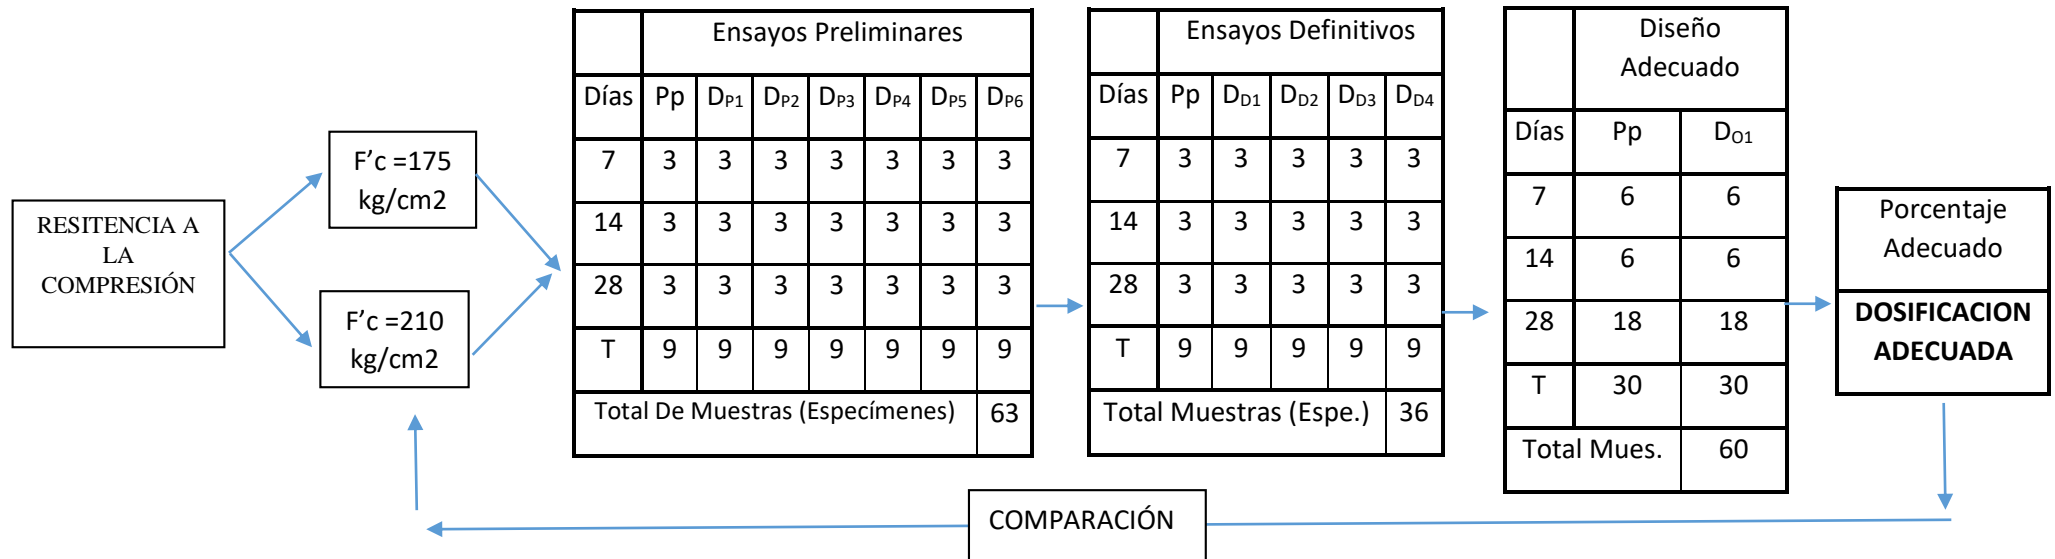 RESITENCIA A
LA
COMPRESIÓN
F’c =175
kg/cm2
F’c =210
kg/cm2
Ensayos Preliminares
Días Pp DP1 DP2 DP3 DP4 DP5 DP6
7 3 3 3 3 3 3 3
14 3 3 3 3 3 3 3
28 3 3 3 3 3 3 3
T 9 9 9 9 9 9 9
Total De Muestras (Especímenes) 63
Ensayos Definitivos
Días Pp DD1 DD2 DD3 DD4
7 3 3 3 3 3
14 3 3 3 3 3
28 3 3 3 3 3
T 9 9 9 9 9
Total Muestras (Espe.) 36
Diseño
Adecuado
Días Pp DO1
7 6 6
14 6 6
28 18 18
T 30 30
Total Mues. 60
Porcentaje
Adecuado
DOSIFICACION
ADECUADA
COMPARACIÓN